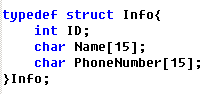 typedef struct Info{
    int ID;
    char Name[15];
    char PhoneNumber[15];
}Info;